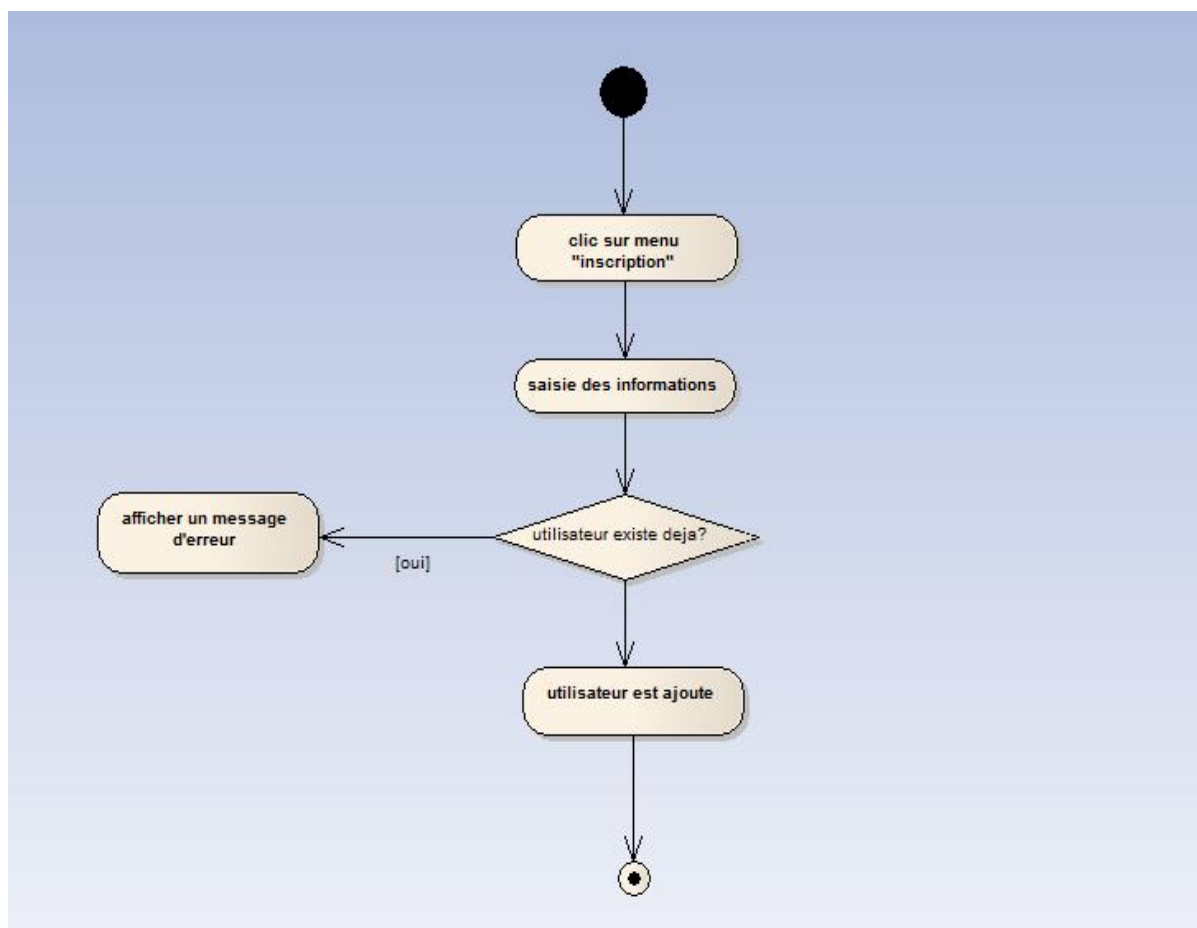 clic sur menu
"inscription"
saisie des informations
utilisateur existe deja?
afficher un message
d'erreur
[oui]
utilisateur est ajoute